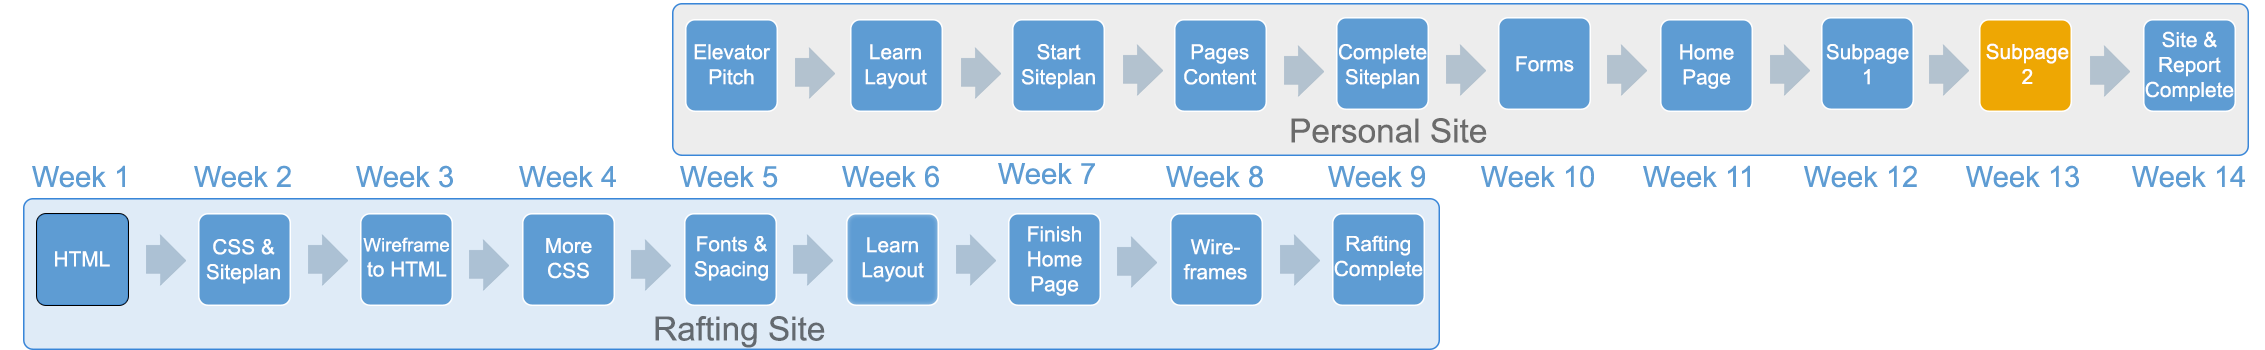 Elevator
Pitch
Learn
Layout
Start
Siteplan
Pages
Content
Complete
Siteplan
Forms
Home
Page
Subpage
1
Subpage
2
Site &
Report
Complete
Personal Site
Week 1
Week 2
Week 3
Week 4
Week 5
Week 6
Week 7
Week 8
Week 9
Week 10
Week 11
Week 12
Week 13
Week 14
HTML
CSS &
Siteplan
Wireframe
to HTML
More
CSS
Fonts &
Spacing
Learn
Layout
Finish
Home
Page
Wire-
frames
Rafting
Complete
Rafting Site